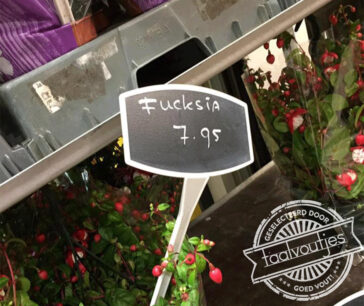 Fucksia
7.95
GESELECTEERD DOOR
taalvoutjes
GOED VOUT!